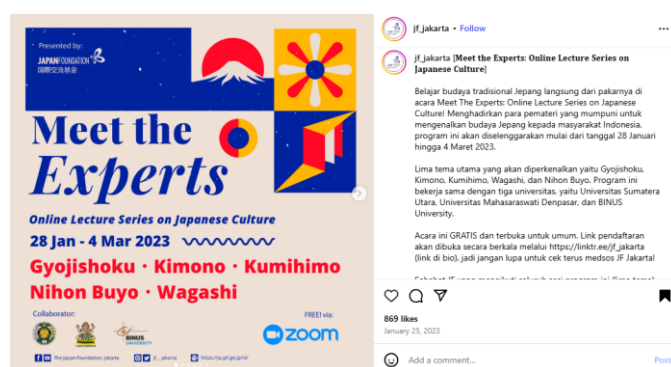 Presented by:
JAPANFOUNDATION
国際交流基金
Meet the
Experts
Online Lecture Series on Japanese Culture
28 Jan - 4 Mar 2023
Gyojishoku · Kimono · Kumihimo
Nihon Buyo · Wagashi
Collaborator:
BINUS
UNIVERSITY
FREE! via:
zoom
The Japan Foundation, Jakarta
jf_jakarta
https://ja.jpf.go.jp/id/
jf_jakarta • Follow
jf_jakarta [Meet the Experts: Online Lecture Series on
Japanese Culture]
Belajar budaya tradisional Jepang langsung dari pakarnya di
acara Meet The Experts: Online Lecture Series on Japanese
Culture! Menghadirkan para pemateri yang mumpuni untuk
mengenalkan budaya Jepang kepada masyarakat Indonesia,
program ini akan diselenggarakan mulai dari tanggal 28 Januari
hingga 4 Maret 2023.
Lima tema utama yang akan diperkenalkan yaitu Gyojishoku,
Kimono, Kumihimo, Wagashi, dan Nihon Buyo. Program ini
bekerja sama dengan tiga universitas, yaitu Universitas Sumatera
Utara, Universitas Mahasaraswati Denpasar, dan BINUS
University.
Acara ini GRATIS dan terbuka untuk umum. Link pendaftaran
akan dibuka secara berkala melalui https://linktr.ee/jf_jakarta
(link di bio), jadi jangan lupa untuk cek terus medsos JF Jakarta!
869 likes
January 25, 2023
Add a comment...
Post